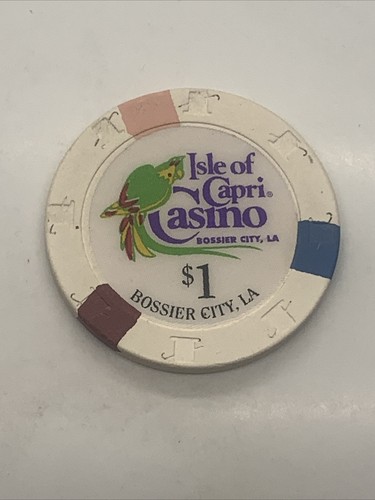 Isle of
Capri®
Casino
BOSSIER CITY, LA
$1
BOSSIER CITY, LA